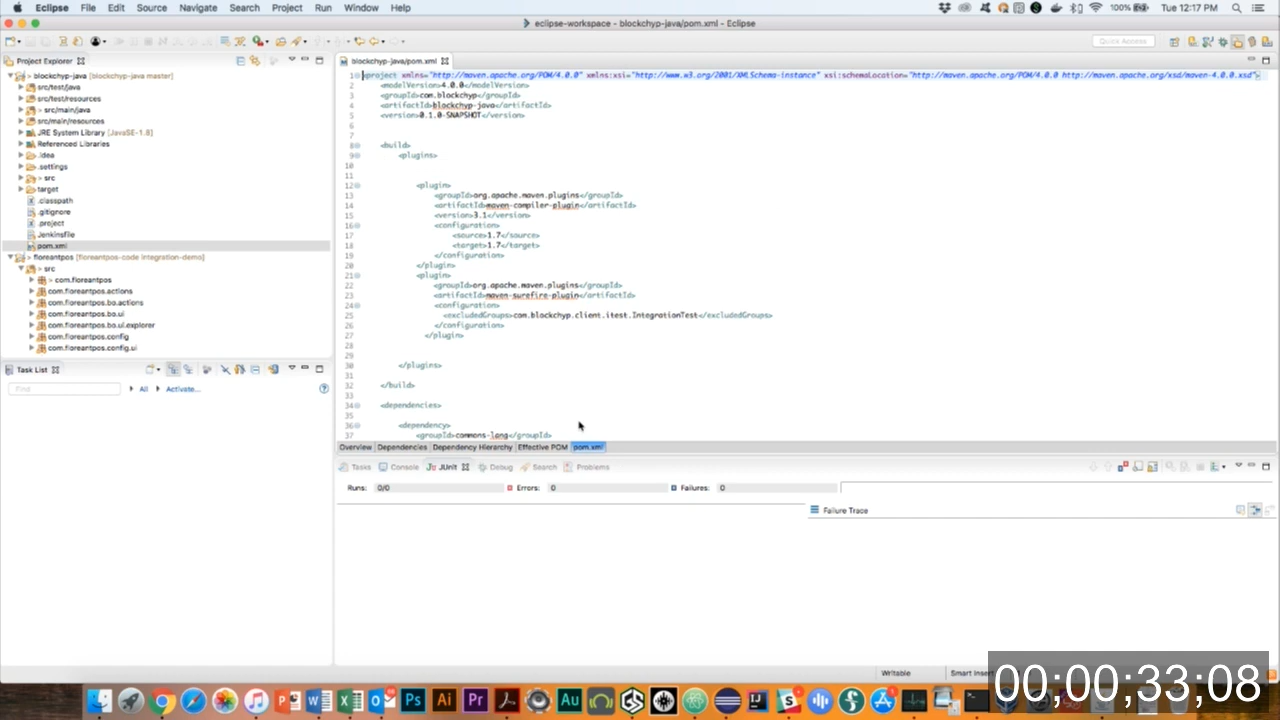 Eclipse File Edit Source Navigate Search Project Run Window Help 100% Tue 12:17 PM
eclipse-workspace - blockchyp-java/pom.xml - Eclipse
Quick Access
Project Explorer
blockchyp-java [blockchyp-java master]
src/test/java
src/test/resources
> src/main/java
src/main/resources
JRE System Library [JavaSE-1.8]
Referenced Libraries
.idea
.settings
> src
target
.classpath
.gitignore
.project
Jenkinsfile
pom.xml
> floreantpos [floreantpos-code integration-demo]
> src
> com.floreantpos
com.floreantpos.actions
com.floreantpos.bo.actions
com.floreantpos.bo.ui
com.floreantpos.bo.ui.explorer
com.floreantpos.config
com.floreantpos.config.ui
Task List
Find All Activate...
blockchyp-java/pom.xml
1 <project xmlns="http://maven.apache.org/POM/4.0.0" xmlns:xsi="http://www.w3.org/2001/XMLSchema-instance" xsi:schemaLocation="http://maven.apache.org/POM/4.0.0 http://maven.apache.org/xsd/maven-4.0.0.xsd">
2 <modelVersion>4.0.0</modelVersion>
3 <groupId>com.blockchyp</groupId>
4 <artifactId>blockchyp-java</artifactId>
5 <version>0.1.0-SNAPSHOT</version>
6
7
8 <build>
9 <plugins>
10
11
12 <plugin>
13 <groupId>org.apache.maven.plugins</groupId>
14 <artifactId>maven-compiler-plugin</artifactId>
15 <version>3.1</version>
16 <configuration>
17 <source>1.7</source>
18 <target>1.7</target>
19 </configuration>
20 </plugin>
21 <plugin>
22 <groupId>org.apache.maven.plugins</groupId>
23 <artifactId>maven-surefire-plugin</artifactId>
24 <configuration>
25 <excludedGroups>com.blockchyp.client.itest.IntegrationTest</excludedGroups>
26 </configuration>
27 </plugin>
28
29
30 </plugins>
31
32 </build>
33
34 <dependencies>
35
36 <dependency>
37 <groupId>commons-lang</groupId>
Overview Dependencies Dependency Hierarchy Effective POM pom.xml
Tasks Console JUnit Debug Search Problems
Runs: 0/0 Errors: 0 Failures: 0
Failure Trace
Writable Smart Insert
00;00;33;08
Ps Ai Pr Au